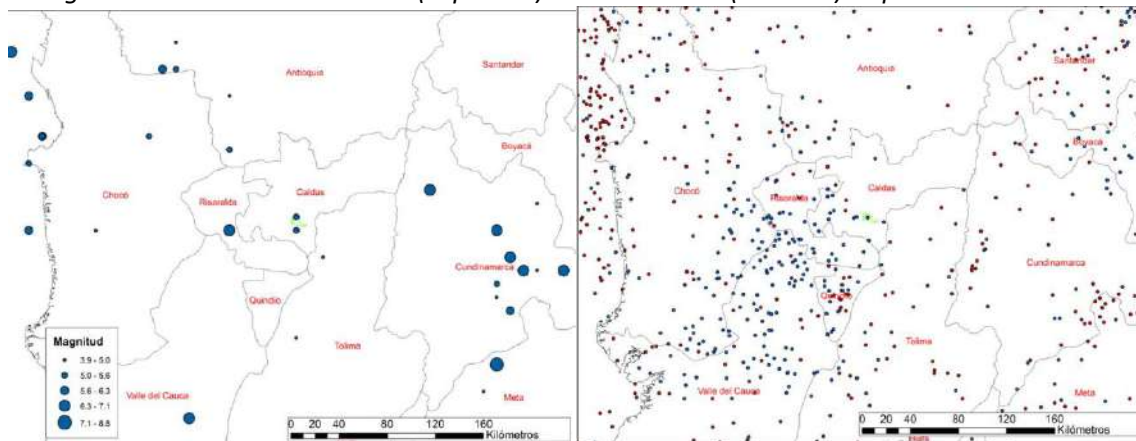 Antioquia
Santander
Boyacá
Chocó
Risaralda
Caldas
Cundinamarca
Quindío
Tolima
Valle del Cauca
Meta
Magnitud
3.9 - 5.0
5.0 - 5.6
5.6 - 6.3
6.3 - 7.1
7.1 - 8.8
0 20 40 80 120 160
Kilómetros
Antioquia
Santander
Boyacá
Chocó
Risaralda
Caldas
Cundinamarca
Quindío
Tolima
Valle del Cauca
Meta
0 20 40 80 120 160
Kilómetros